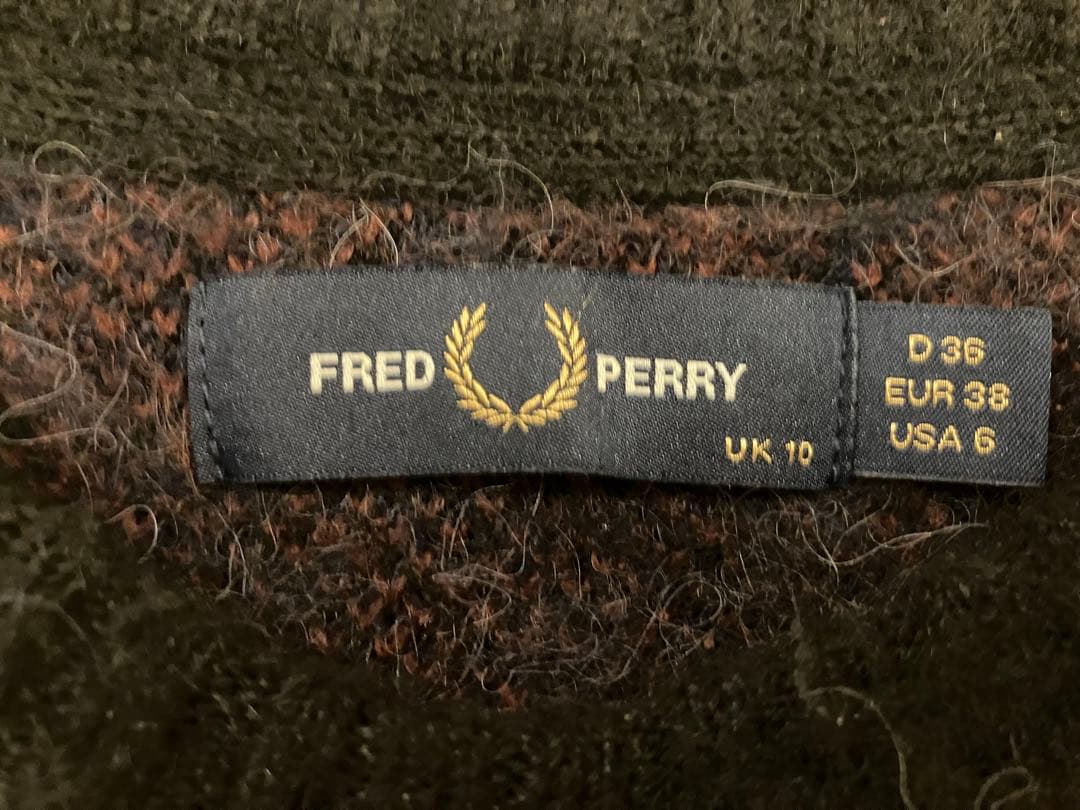 FRED PERRY
UK 10
D 36
EUR 38
USA 6